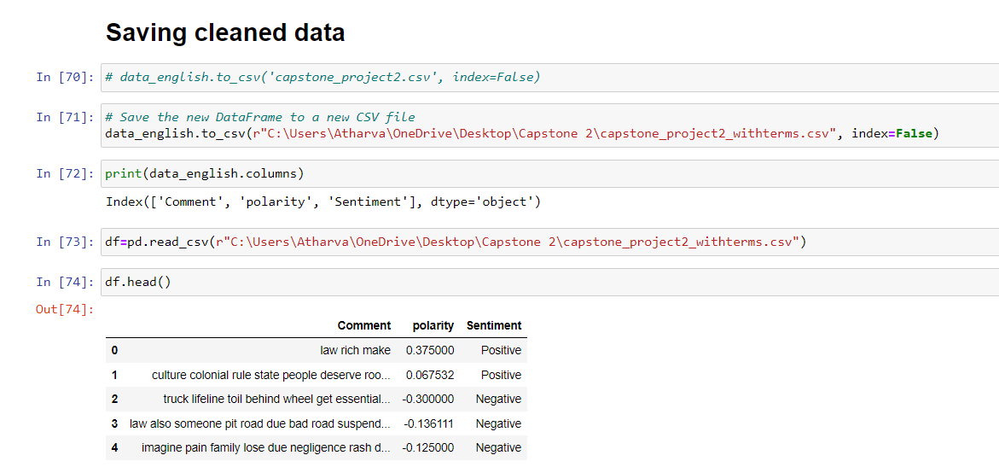 Saving cleaned data
In [70]: # data_english.to_csv('capstone_project2.csv', index=False)
In [71]: # Save the new DataFrame to a new CSV file
data_english.to_csv(r"C:\Users\Atharva\OneDrive\Desktop\Capstone 2\capstone_project2_withterms.csv", index=False)
In [72]: print(data_english.columns)
Index(['Comment', 'polarity', 'Sentiment'], dtype='object')
In [73]: df=pd.read_csv(r"C:\Users\Atharva\OneDrive\Desktop\Capstone 2\capstone_project2_withterms.csv")
In [74]: df.head()
Out[74]:
Comment polarity Sentiment
0 law rich make 0.375000 Positive
1 culture colonial rule state people deserve roo... 0.067532 Positive
2 truck lifeline toil behind wheel get essential... -0.300000 Negative
3 law also someone pit road due bad road suspend... -0.136111 Negative
4 imagine pain family lose due negligence rash d... -0.125000 Negative